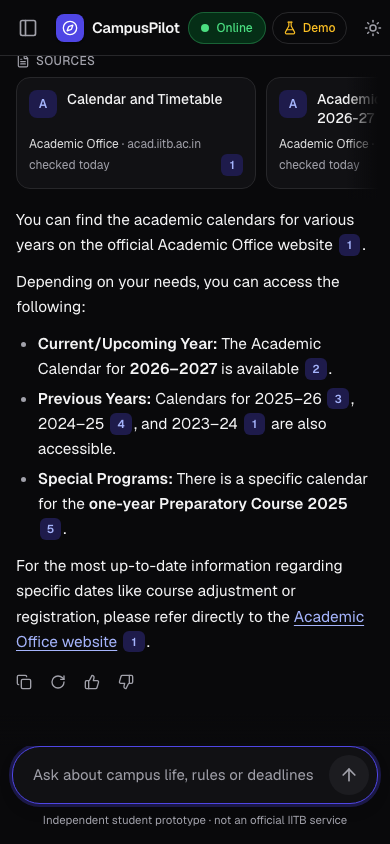 CampusPilot Online Demo
SOURCES
A Calendar and Timetable
Academic Office · acad.iitb.ac.in
checked today 1
A Academic
2026-27
Academic Office ·
checked today
You can find the academic calendars for various
years on the official Academic Office website 1 .
Depending on your needs, you can access the
following:
• Current/Upcoming Year: The Academic
Calendar for 2026–2027 is available 2 .
• Previous Years: Calendars for 2025–26 3 ,
2024–25 4 , and 2023–24 1 are also
accessible.
• Special Programs: There is a specific calendar
for the one-year Preparatory Course 2025
5 .
For the most up-to-date information regarding
specific dates like course adjustment or
registration, please refer directly to the Academic
Office website 1 .
Ask about campus life, rules or deadlines
Independent student prototype · not an official IITB service